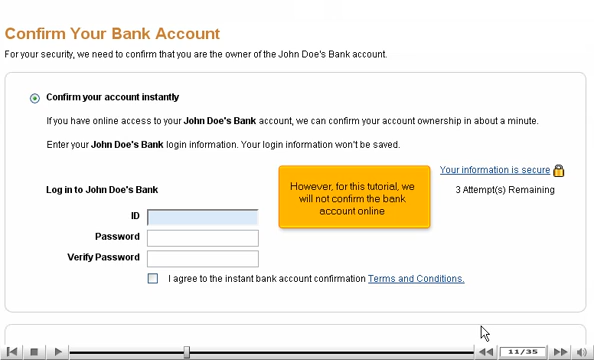 Confirm Your Bank Account
For your security, we need to confirm that you are the owner of the John Doe's Bank account.
Confirm your account instantly
If you have online access to your John Doe's Bank account, we can confirm your account ownership in about a minute.
Enter your John Doe's Bank login information. Your login information won't be saved.
Your information is secure
Log in to John Doe's Bank
3 Attempt(s) Remaining
However, for this tutorial, we
will not confirm the bank
account online
ID
Password
Verify Password
I agree to the instant bank account confirmation Terms and Conditions.
11/35